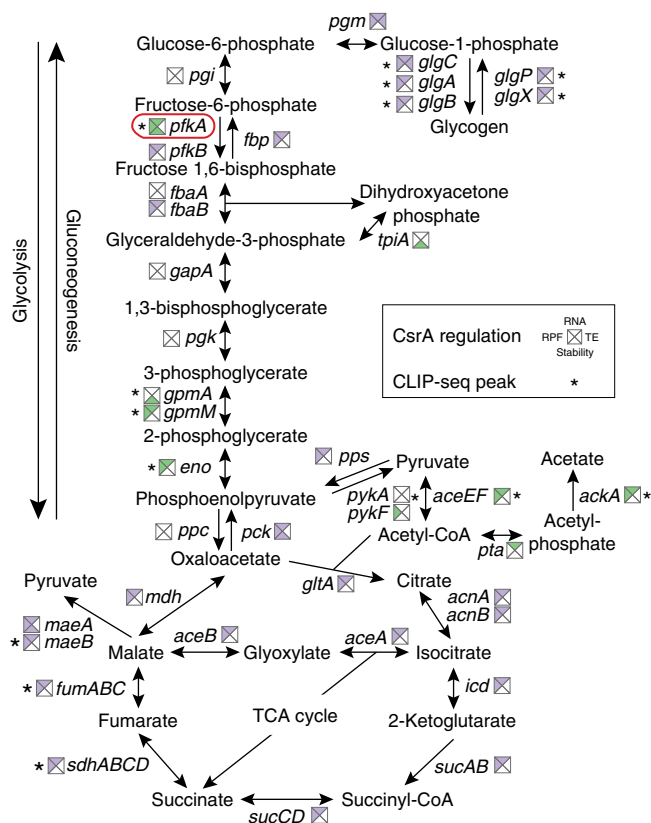 pgm
Glucose-6-phosphate
Glucose-1-phosphate
pgi
* glgC
* glgA
* glgB
glgP *
glgX *
Fructose-6-phosphate
Glycogen
* pfkA
pfkB
fbp
Fructose 1,6-bisphosphate
fbaA
fbaB
Dihydroxyacetone
phosphate
Glyceraldehyde-3-phosphate
tpiA
Glycolysis
Gluconeogenesis
gapA
1,3-bisphosphoglycerate
pgk
CsrA regulation
RNA
RPF TE
Stability
CLIP-seq peak *
3-phosphoglycerate
* gpmA
* gpmM
2-phosphoglycerate
* eno
pps
Pyruvate
Acetate
pykA *
pykF
aceEF *
ackA *
Phosphoenolpyruvate
Acetyl-CoA
Acetyl-
phosphate
pta
ppc
pck
Oxaloacetate
Pyruvate
mdh
gltA
Citrate
acnA
acnB
maeA
* maeB
Malate
aceB
Glyoxylate
aceA
Isocitrate
* fumABC
icd
Fumarate
TCA cycle
2-Ketoglutarate
* sdhABCD
sucAB
Succinate
sucCD
Succinyl-CoA